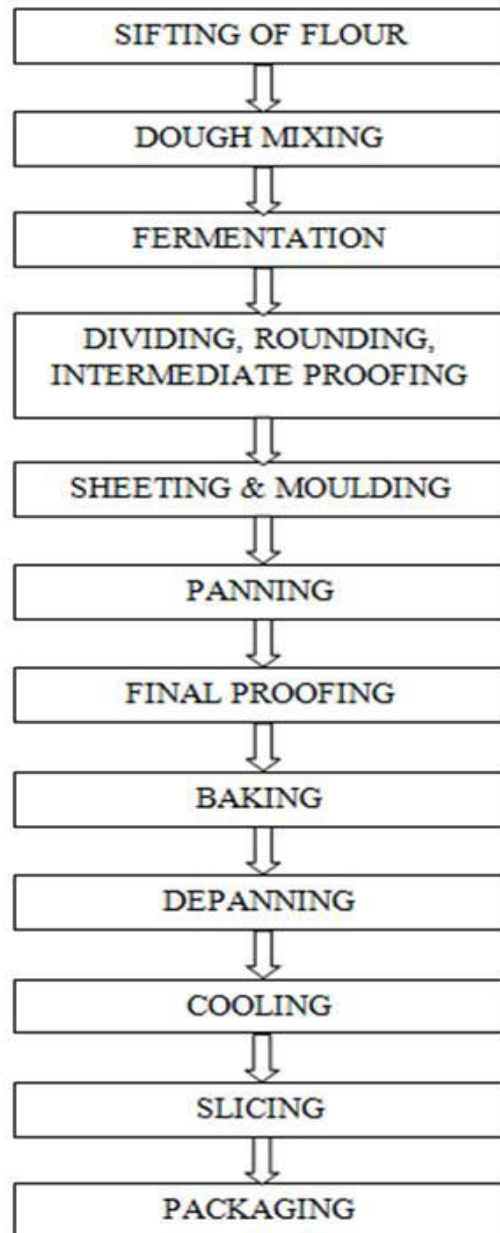 SIFTING OF FLOUR
DOUGH MIXING
FERMENTATION
DIVIDING, ROUNDING,
INTERMEDIATE PROOFING
SHEETING & MOULDING
PANNING
FINAL PROOFING
BAKING
DEPANNING
COOLING
SLICING
PACKAGING